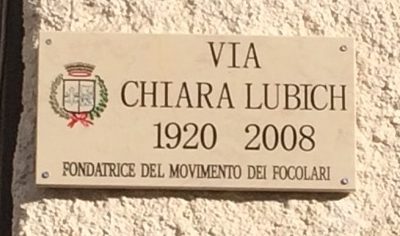 VIA
CHIARA LUBICH
1920 2008
FONDATRICE DEL MOVIMENTO DEI FOCOLARI